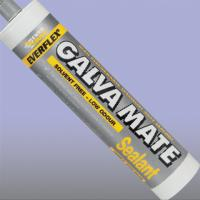 EVERFLEX
GALVA MATE
SOLVENT FREE - LOW ODOUR
Sealant